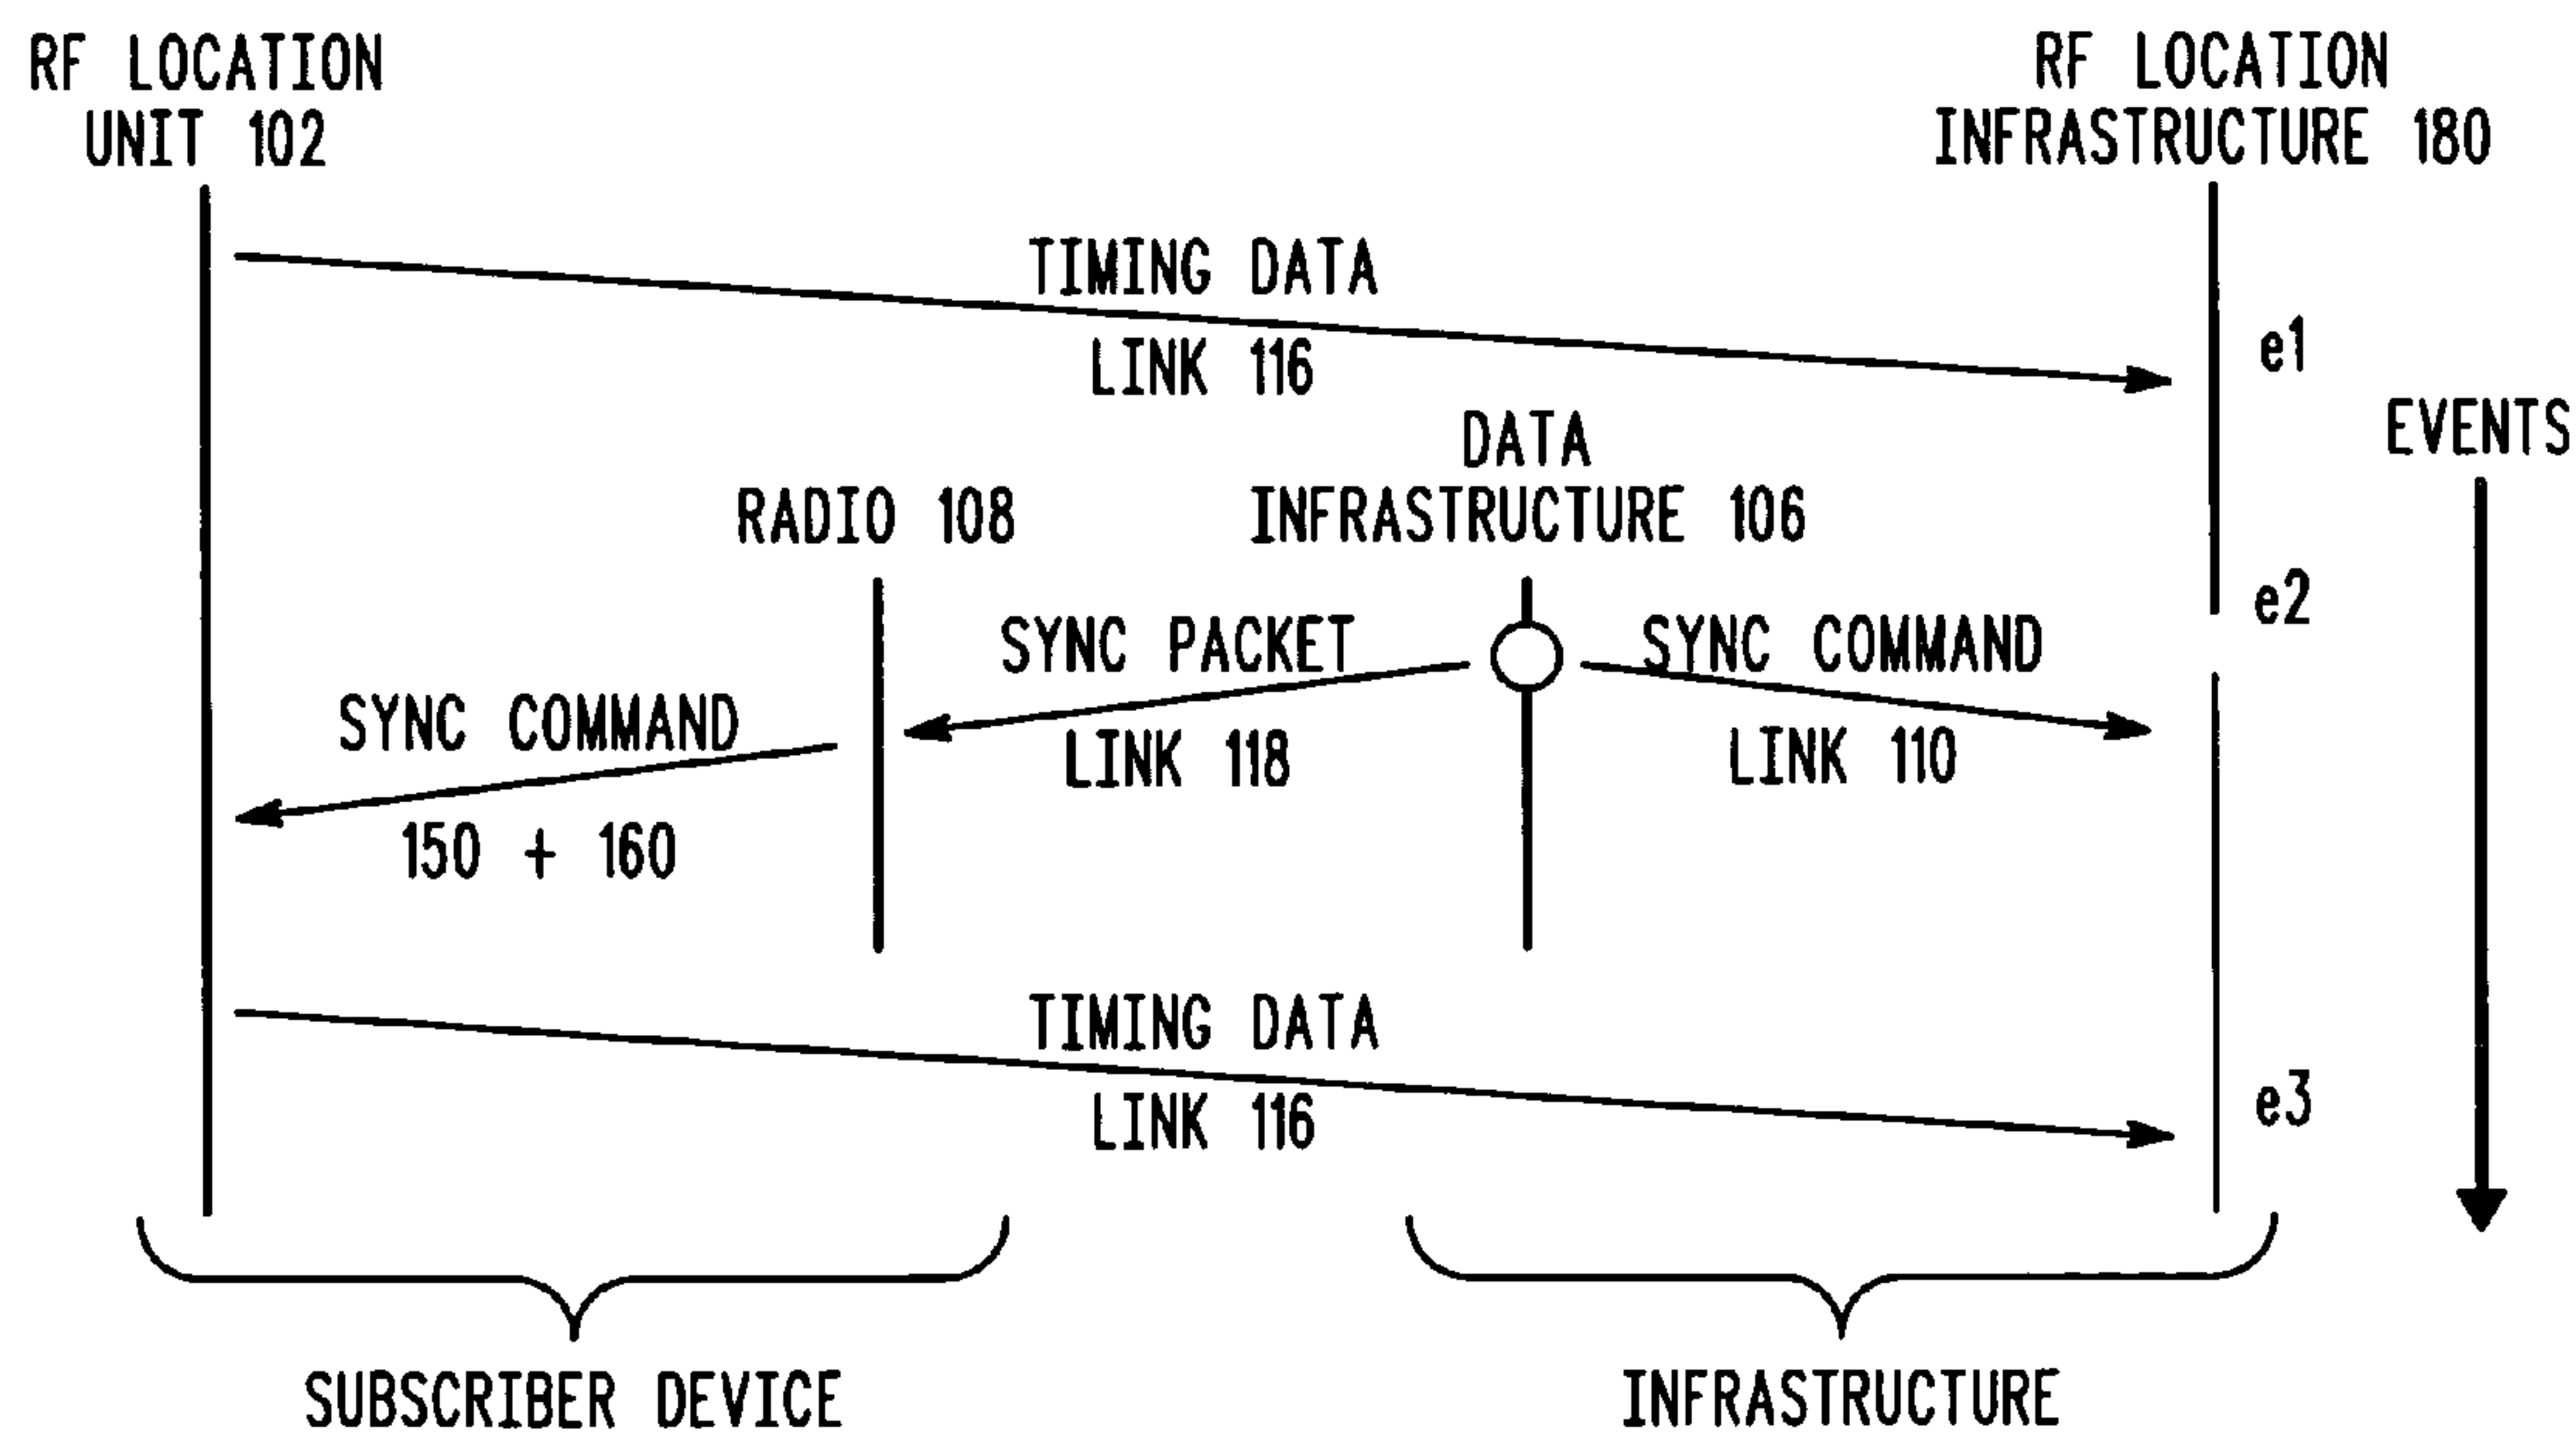 RF LOCATION
UNIT 102
RF LOCATION
INFRASTRUCTURE 180
TIMING DATA
LINK 116
e1
EVENTS
RADIO 108
DATA
INFRASTRUCTURE 106
e2
SYNC PACKET
SYNC COMMAND
SYNC COMMAND
LINK 118
LINK 110
150 + 160
TIMING DATA
LINK 116
e3
SUBSCRIBER DEVICE
INFRASTRUCTURE